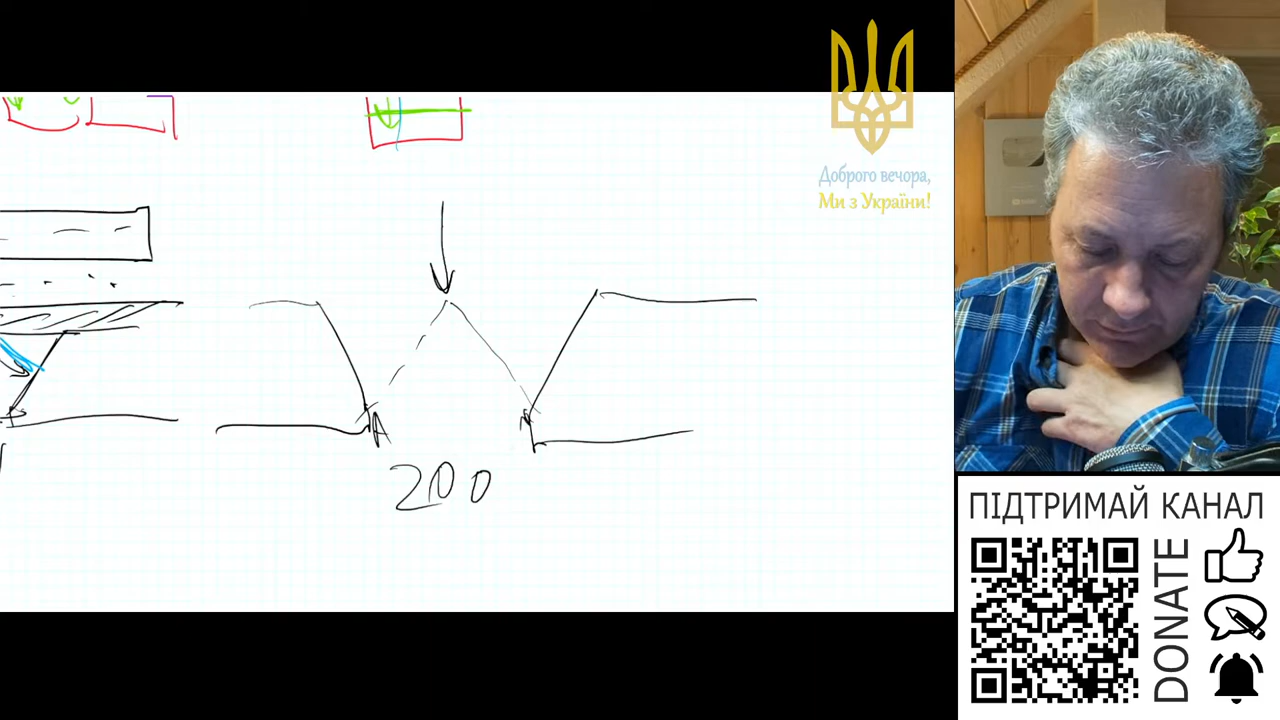 Доброго вечора,
Ми з України!
200
ПІДТРИМАЙ КАНАЛ
DONATE